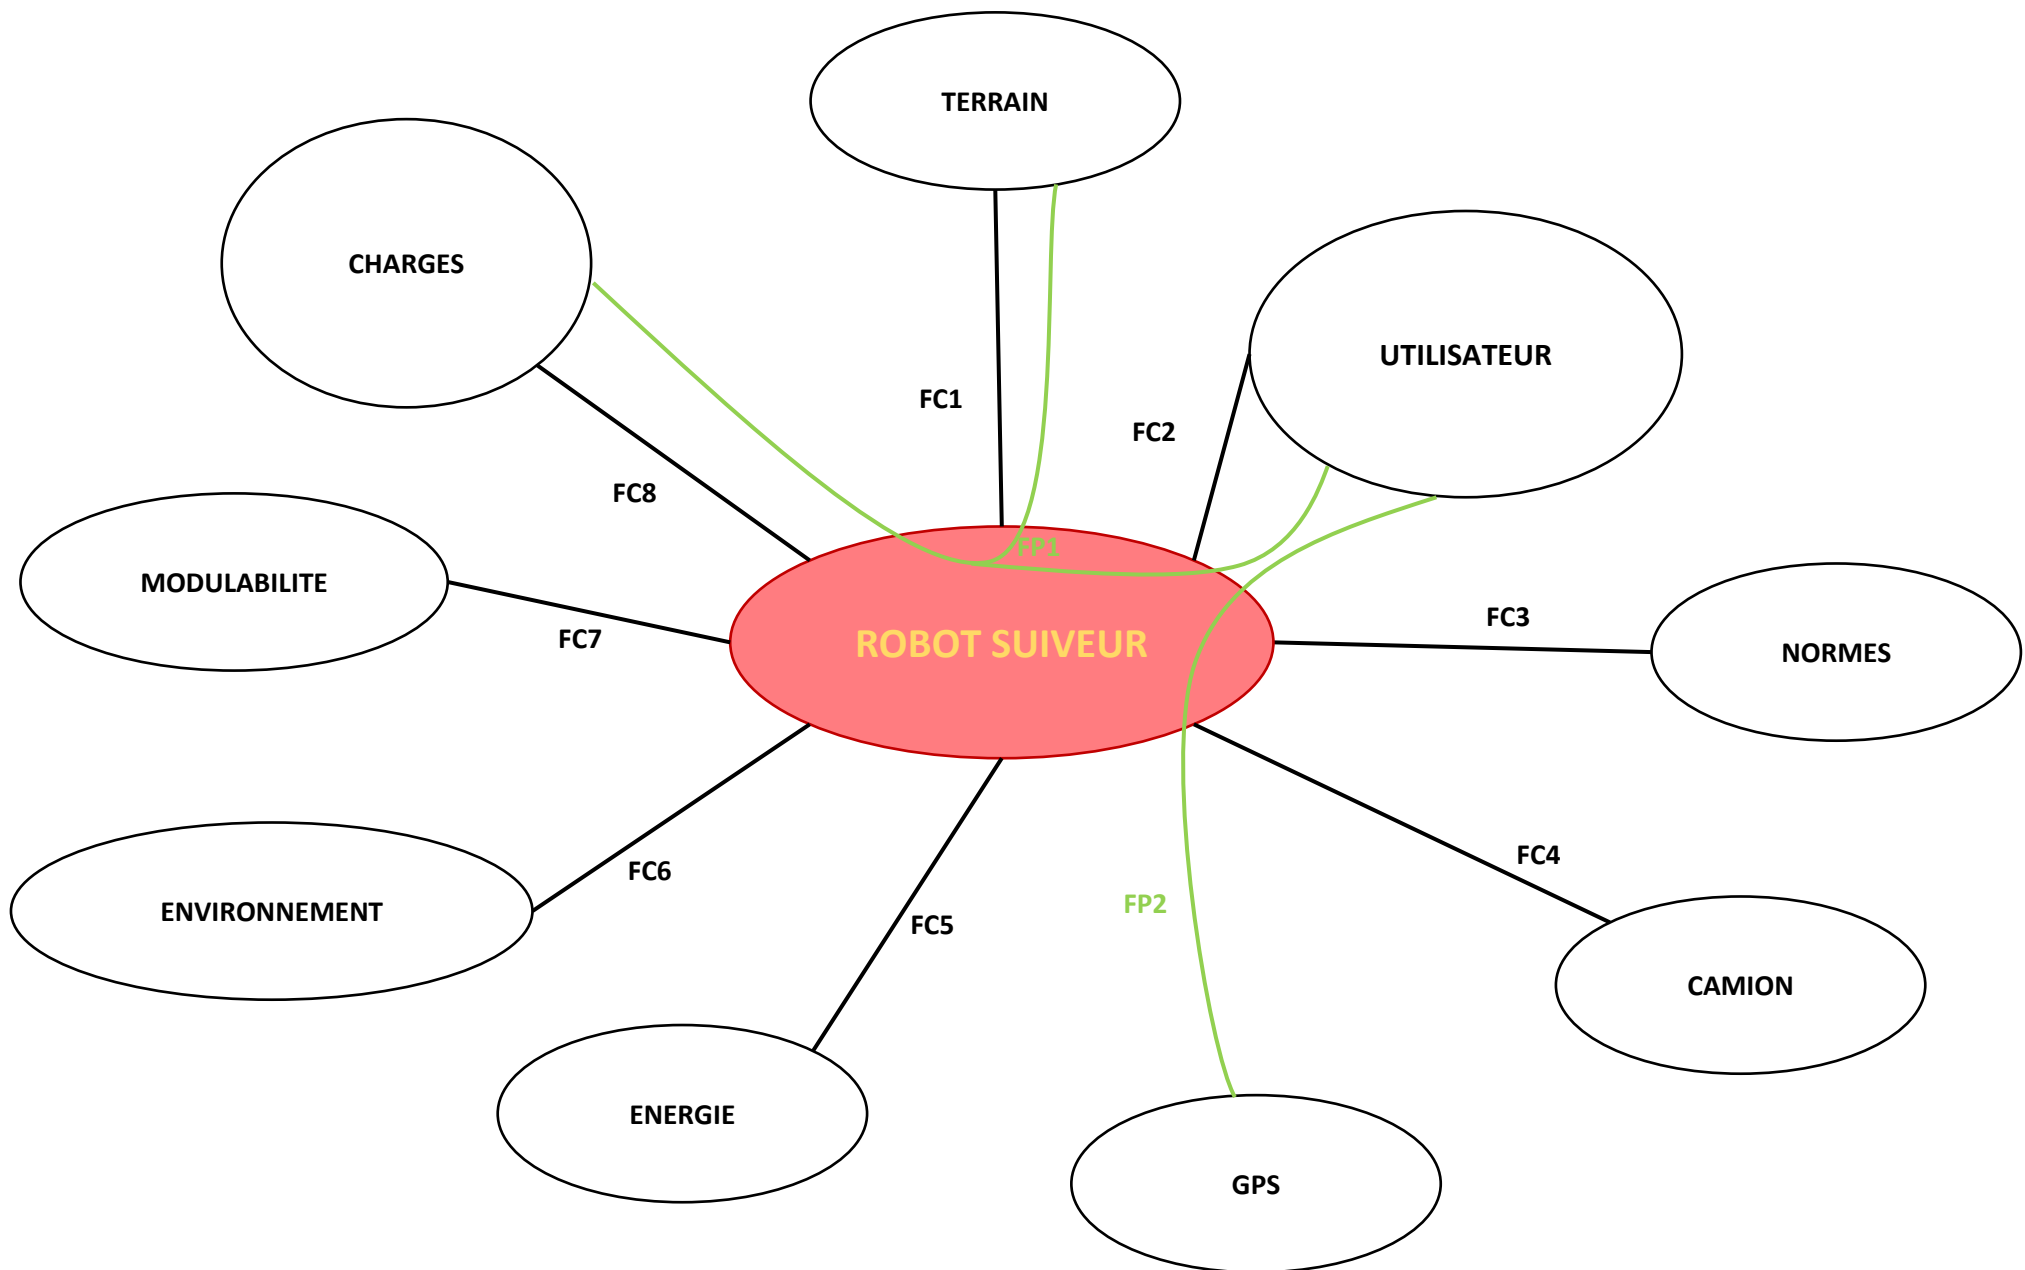 TERRAIN
CHARGES
UTILISATEUR
FC1
FC2
FC8
FP1
MODULABILITE
FC7
ROBOT SUIVEUR
FC3
NORMES
FC4
FC6
ENVIRONNEMENT
FC5
FP2
CAMION
ENERGIE
GPS